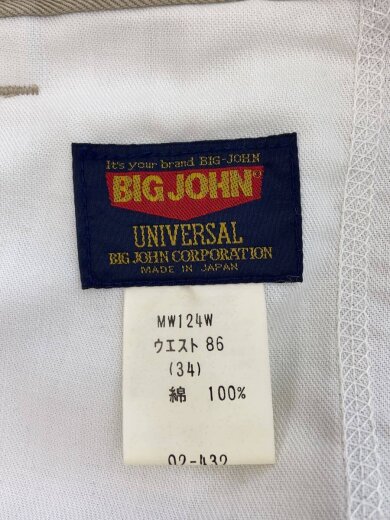 It's your brand BIG-JOHN
BIG JOHN®
UNIVERSAL
BIG JOHN CORPORATION
MADE IN JAPAN
MW124W
ウエスト 86
(34)
綿 100%
02-432